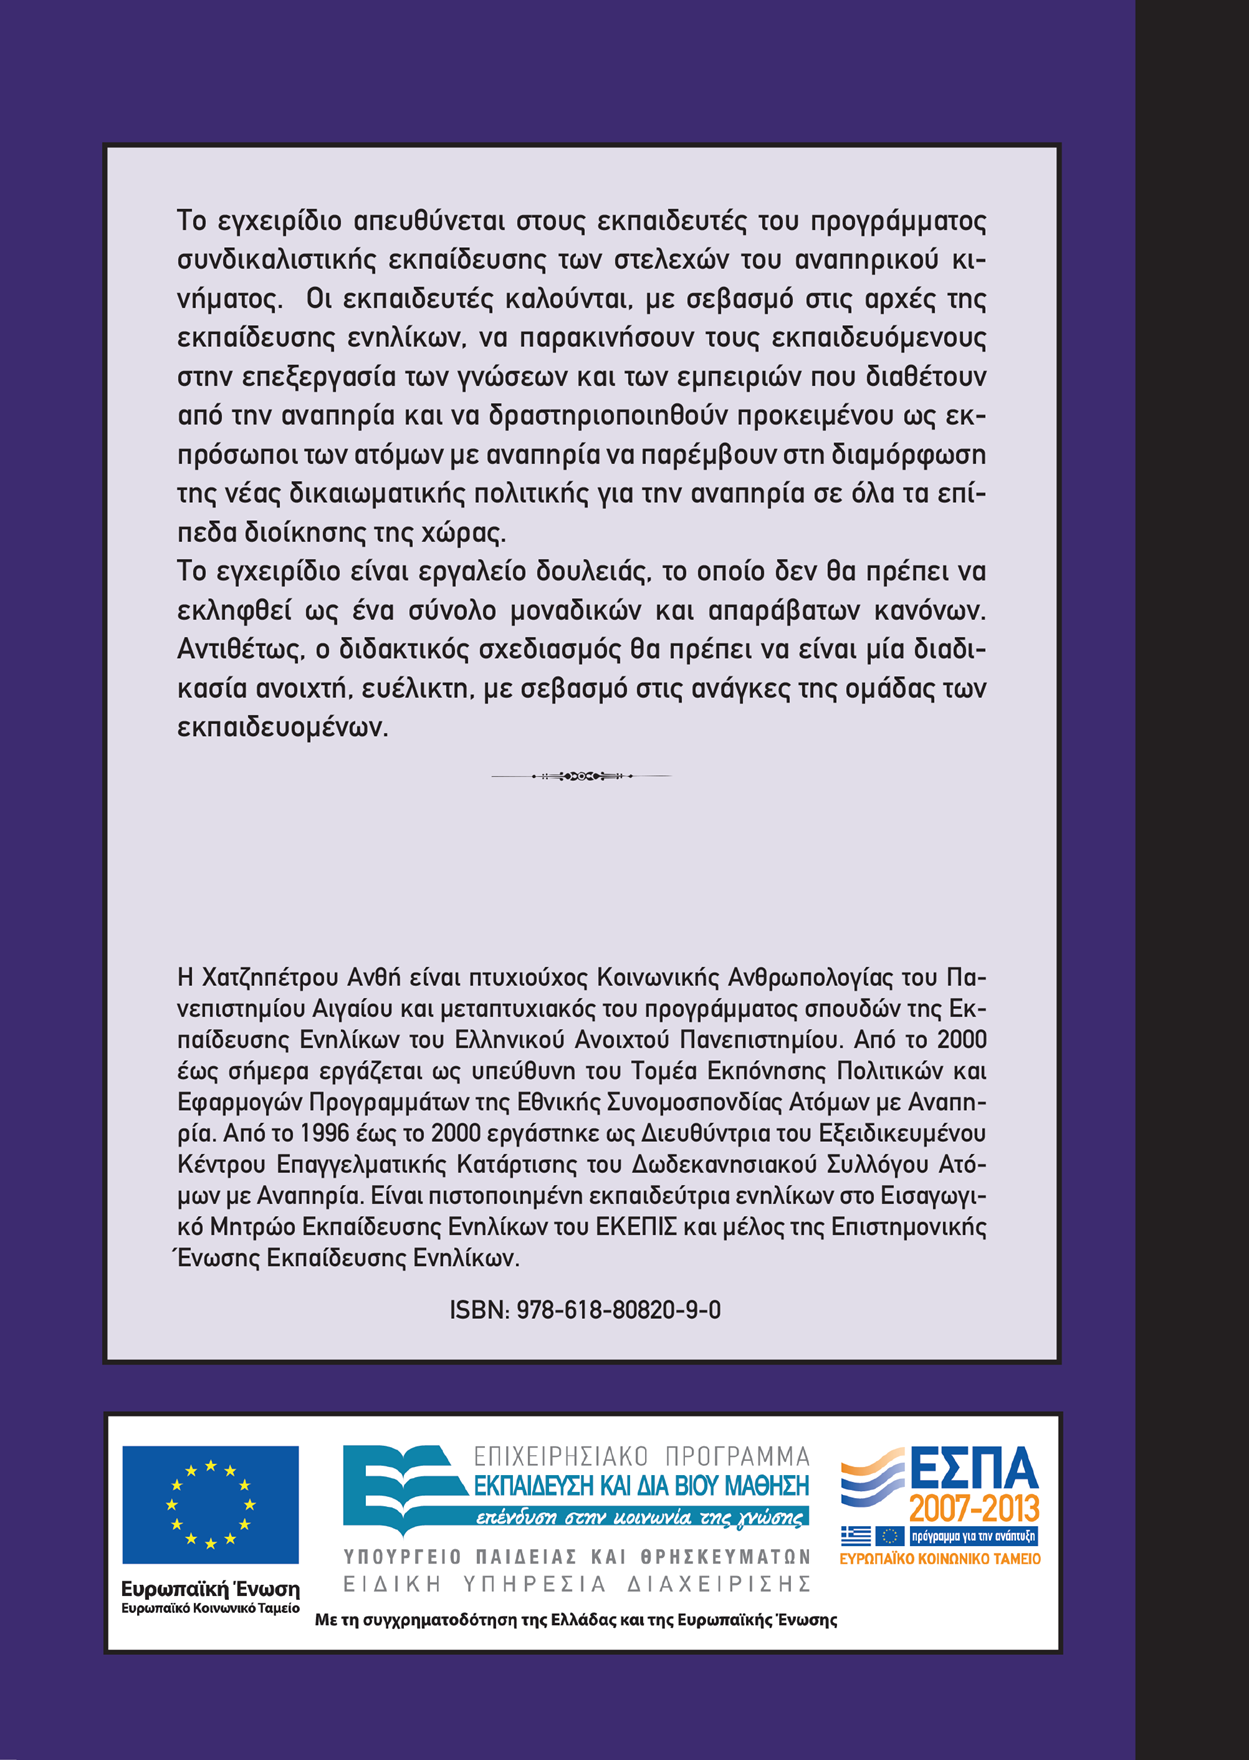 Το εγχειρίδιο απευθύνεται στους εκπαιδευτές του προγράμματος
συνδικαλιστικής εκπαίδευσης των στελεχών του αναπηρικού κι-
νήματος. Οι εκπαιδευτές καλούνται, με σεβασμό στις αρχές της
εκπαίδευσης ενηλίκων, να παρακινήσουν τους εκπαιδευόμενους
στην επεξεργασία των γνώσεων και των εμπειριών που διαθέτουν
από την αναπηρία και να δραστηριοποιηθούν προκειμένου ως εκ-
πρόσωποι των ατόμων με αναπηρία να παρέμβουν στη διαμόρφωση
της νέας δικαιωματικής πολιτικής για την αναπηρία σε όλα τα επί-
πεδα διοίκησης της χώρας.
Το εγχειρίδιο είναι εργαλείο δουλειάς, το οποίο δεν θα πρέπει να
εκληφθεί ως ένα σύνολο μοναδικών και απαράβατων κανόνων.
Αντιθέτως, ο διδακτικός σχεδιασμός θα πρέπει να είναι μία διαδι-
κασία ανοιχτή, ευέλικτη, με σεβασμό στις ανάγκες της ομάδας των
εκπαιδευομένων.
Η Χατζηπέτρου Ανθή είναι πτυχιούχος Κοινωνικής Ανθρωπολογίας του Πα-
νεπιστημίου Αιγαίου και μεταπτυχιακός του προγράμματος σπουδών της Εκ-
παίδευσης Ενηλίκων του Ελληνικού Ανοιχτού Πανεπιστημίου. Από το 2000
έως σήμερα εργάζεται ως υπεύθυνη του Τομέα Εκπόνησης Πολιτικών και
Εφαρμογών Προγραμμάτων της Εθνικής Συνομοσπονδίας Ατόμων με Αναπη-
ρία. Από το 1996 έως το 2000 εργάστηκε ως Διευθύντρια του Εξειδικευμένου
Κέντρου Επαγγελματικής Κατάρτισης του Δωδεκανησιακού Συλλόγου Ατό-
μων με Αναπηρία. Είναι πιστοποιημένη εκπαιδεύτρια ενηλίκων στο Εισαγωγι-
κό Μητρώο Εκπαίδευσης Ενηλίκων του ΕΚΕΠΙΣ και μέλος της Επιστημονικής
Ένωσης Εκπαίδευσης Ενηλίκων.
ISBN: 978-618-80820-9-0
Ευρωπαϊκή Ένωση
Ευρωπαϊκό Κοινωνικό Ταμείο
ΕΠΙΧΕΙΡΗΣΙΑΚΟ ΠΡΟΓΡΑΜΜΑ
ΕΚΠΑΙΔΕΥΣΗ ΚΑΙ ΔΙΑ ΒΙΟΥ ΜΑΘΗΣΗ
επένδυση στην κοινωνία της γνώσης
ΥΠΟΥΡΓΕΙΟ ΠΑΙΔΕΙΑΣ ΚΑΙ ΘΡΗΣΚΕΥΜΑΤΩΝ
ΕΙΔΙΚΗ ΥΠΗΡΕΣΙΑ ΔΙΑΧΕΙΡΙΣΗΣ
Με τη συγχρηματοδότηση της Ελλάδας και της Ευρωπαϊκής Ένωσης
ΕΣΠΑ
2007-2013
πρόγραμμα για την ανάπτυξη
ΕΥΡΩΠΑΪΚΟ ΚΟΙΝΩΝΙΚΟ ΤΑΜΕΙΟ